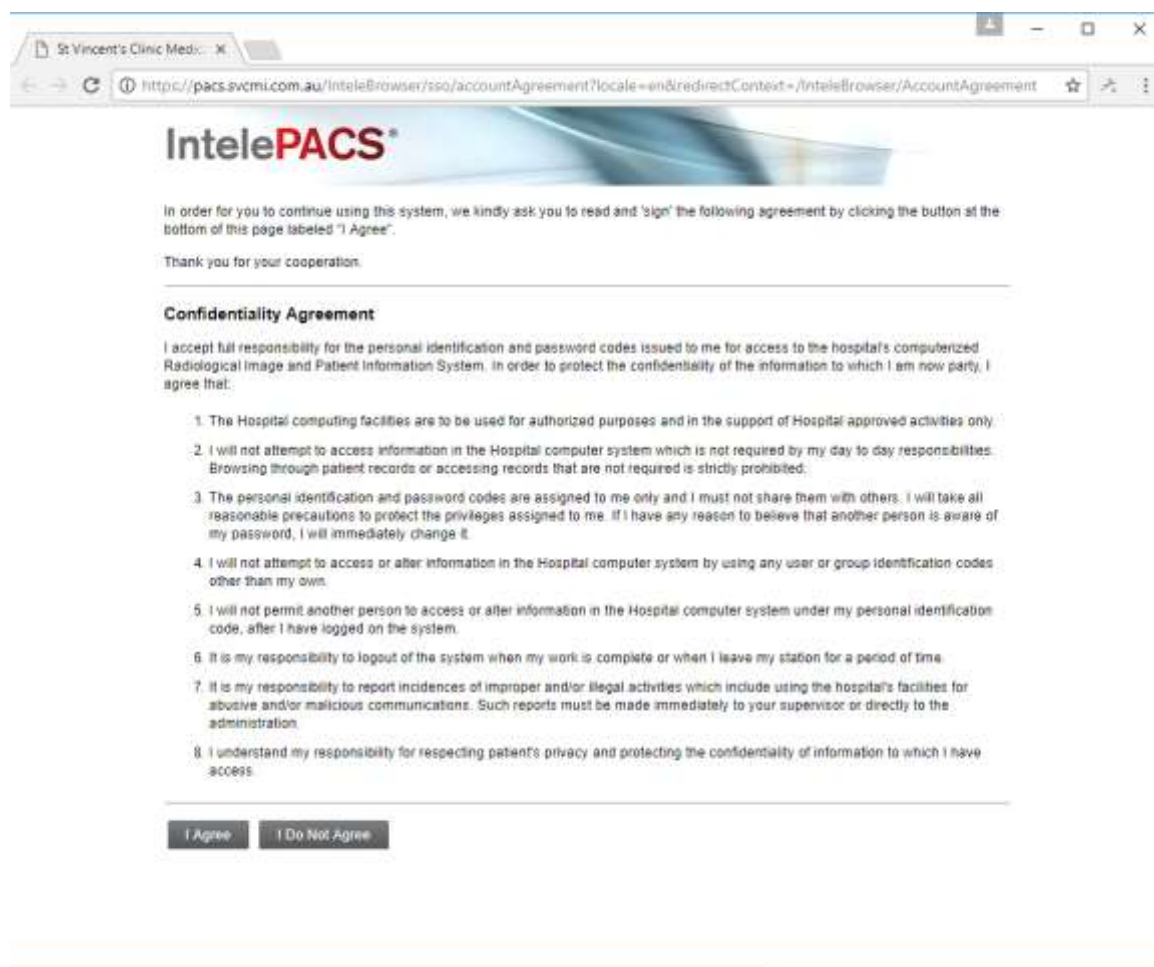 St Vincent's Clinic Medic
https://pacs.svcmi.com.au/InteleBrowser/sso/accountAgreement?locale=en&redirectContext=/InteleBrowser/AccountAgreement
IntelePACS®
In order for you to continue using this system, we kindly ask you to read and 'sign' the following agreement by clicking the button at the
bottom of this page labeled "I Agree".
Thank you for your cooperation.
Confidentiality Agreement
I accept full responsibility for the personal identification and password codes issued to me for access to the hospital's computerized
Radiological Image and Patient Information System. In order to protect the confidentiality of the information to which I am now party, I
agree that:
1. The Hospital computing facilities are to be used for authorized purposes and in the support of Hospital approved activities only.
2. I will not attempt to access information in the Hospital computer system which is not required by my day to day responsibilities.
Browsing through patient records or accessing records that are not required is strictly prohibited.
3. The personal identification and password codes are assigned to me only and I must not share them with others. I will take all
reasonable precautions to protect the privileges assigned to me. If I have any reason to believe that another person is aware of
my password, I will immediately change it.
4. I will not attempt to access or alter information in the Hospital computer system by using any user or group identification codes
other than my own.
5. I will not permit another person to access or alter information in the Hospital computer system under my personal identification
code, after I have logged on the system.
6. It is my responsibility to logout of the system when my work is complete or when I leave my station for a period of time.
7. It is my responsibility to report incidences of improper and/or illegal activities which include using the hospital's facilities for
abusive and/or malicious communications. Such reports must be made immediately to your supervisor or directly to the
administration.
8. I understand my responsibility for respecting patient's privacy and protecting the confidentiality of information to which I have
access.
I Agree
I Do Not Agree